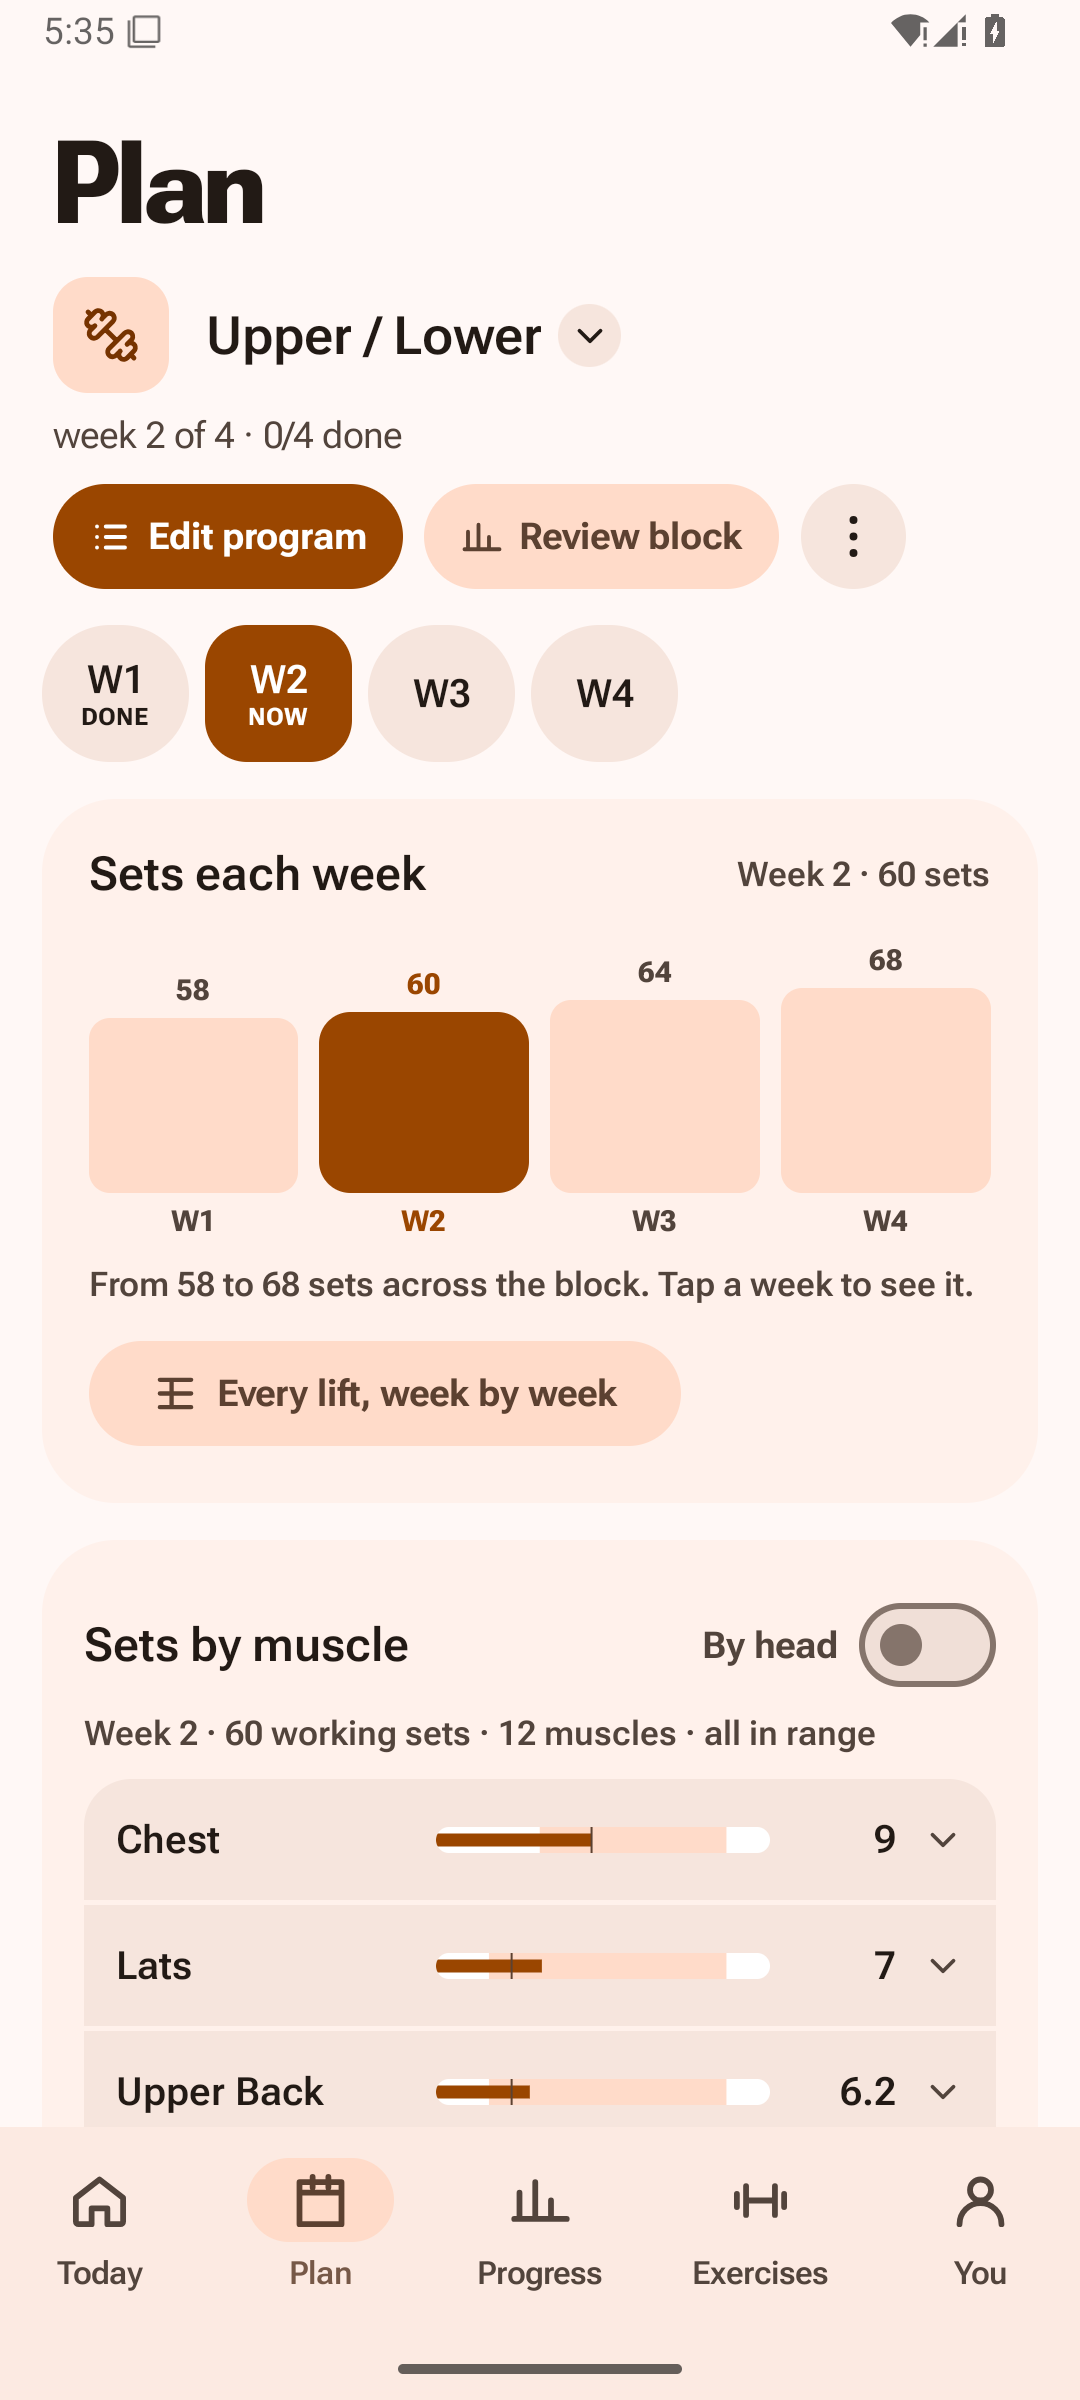 5:35
Plan
Upper / Lower
week 2 of 4 · 0/4 done
Edit program
Review block
W1
DONE
W2
NOW
W3
W4
Sets each week
Week 2 · 60 sets
58
60
64
68
W1
W2
W3
W4
From 58 to 68 sets across the block. Tap a week to see it.
Every lift, week by week
Sets by muscle
By head
Week 2 · 60 working sets · 12 muscles · all in range
Chest
9
Lats
7
Upper Back
6.2
Today
Plan
Progress
Exercises
You